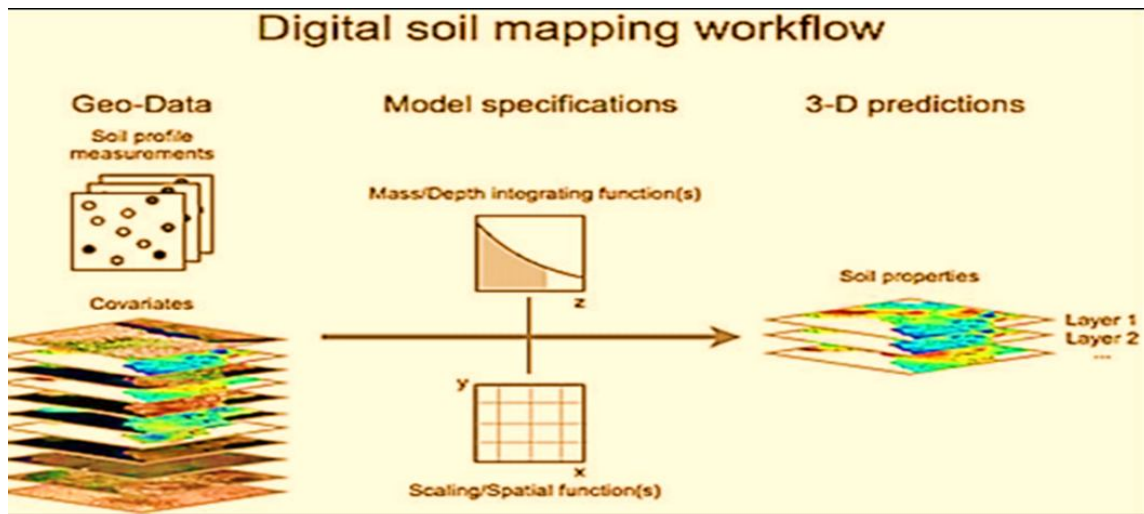 Digital soil mapping workflow
Geo-Data
Soil profile
measurements
Covariates
Model specifications
Mass/Depth integrating function(s)
z
y
x
Scaling/Spatial function(s)
3-D predictions
Soil properties
Layer 1
Layer 2
...